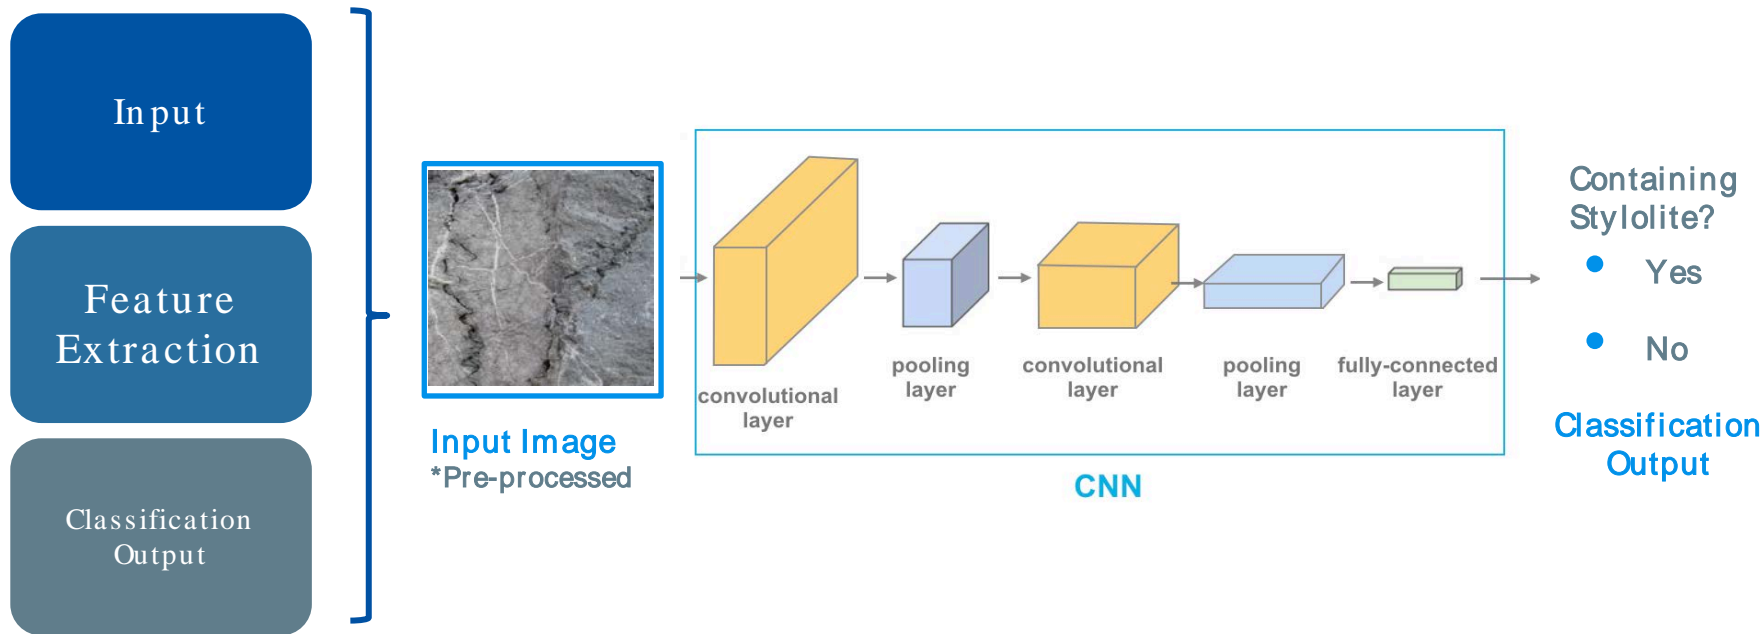 Input
Feature
Extraction
Classification
Output
Input Image
*Pre-processed
convolutional
layer
pooling
layer
convolutional
layer
pooling
layer
fully-connected
layer
CNN
Containing
Stylolite?
Yes
No
Classification
Output